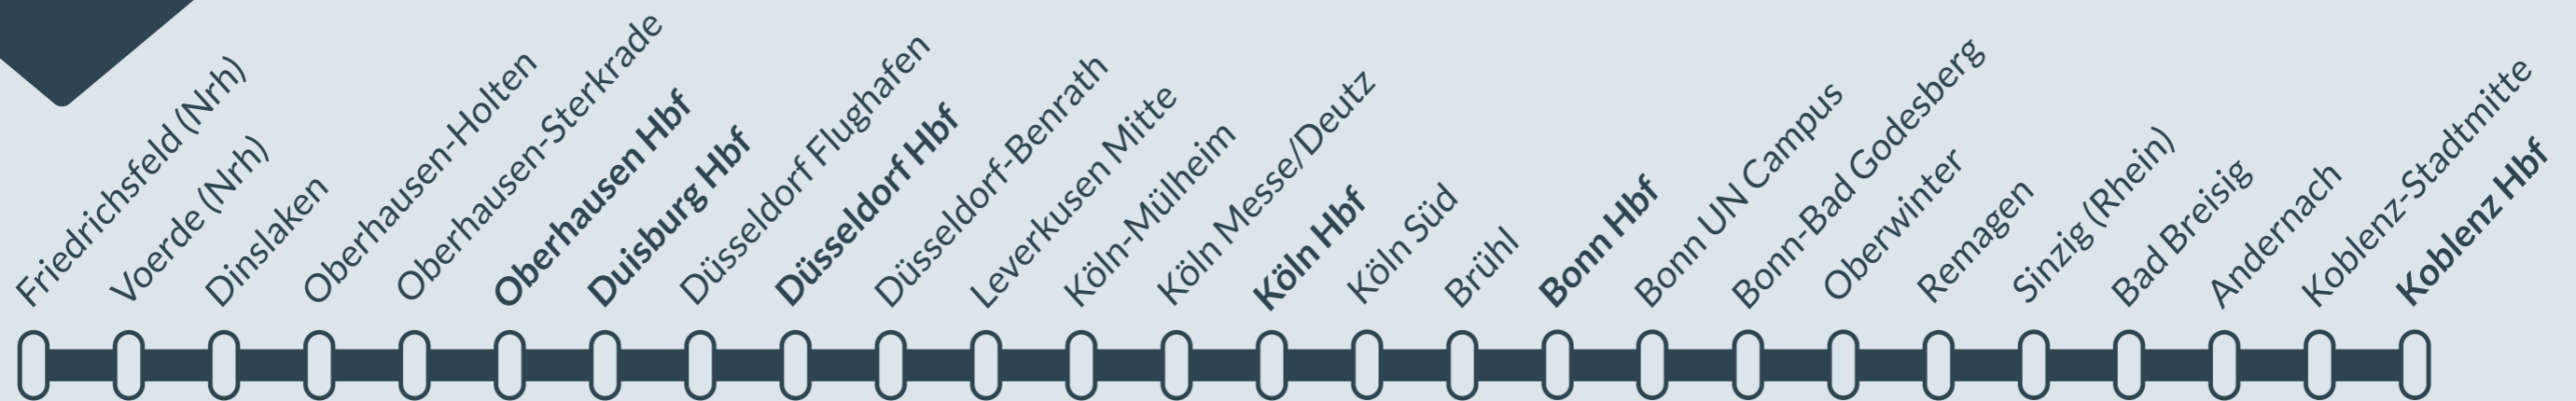 Friedrichsfeld (Nrh)
Voerde (Nrh)
Dinslaken
Oberhausen-Holten
Oberhausen-Sterkrade
Oberhausen Hbf
Duisburg Hbf
Düsseldorf Flughafen
Düsseldorf Hbf
Düsseldorf-Benrath
Leverkusen Mitte
Köln-Mülheim
Köln Messe/Deutz
Köln Hbf
Köln Süd
Brühl
Bonn Hbf
Bonn UN Campus
Bonn-Bad Godesberg
Oberwinter
Remagen
Sinzig (Rhein)
Bad Breisig
Andernach
Koblenz-Stadtmitte
Koblenz Hbf